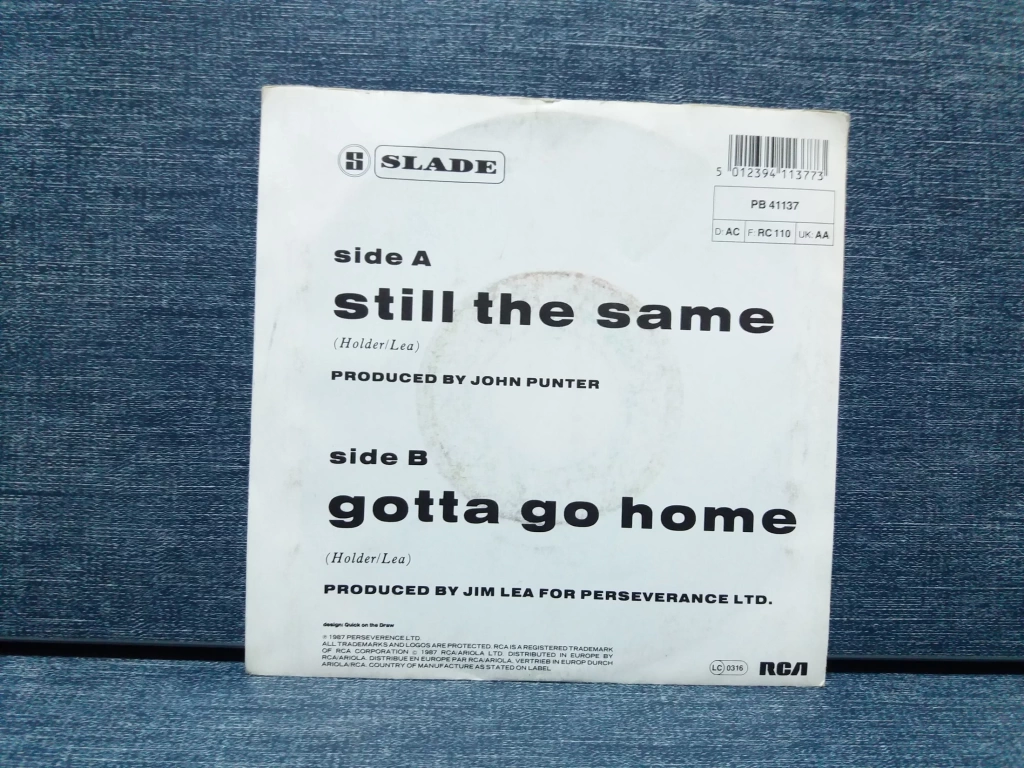 S SLADE
5 012394 113773
PB 41137
D: AC F: RC 110 UK: AA
side A
still the same
(Holder/Lea)
PRODUCED BY JOHN PUNTER
side B
gotta go home
(Holder/Lea)
PRODUCED BY JIM LEA FOR PERSEVERANCE LTD.
design: Quick on the Draw
℗ 1987 PERSEVERENCE LTD.
ALL TRADEMARKS AND LOGOS ARE PROTECTED. RCA IS A REGISTERED TRADEMARK
OF RCA CORPORATION © 1987 RCA/ARIOLA LTD. DISTRIBUTED IN EUROPE BY
RCA/ARIOLA. DISTRIBUE EN EUROPE PAR RCA/ARIOLA. VERTRIEB IN EUROP DURCH
ARIOLA/RCA. COUNTRY OF MANUFACTURE AS STATED ON LABEL
LC 0316 RCA